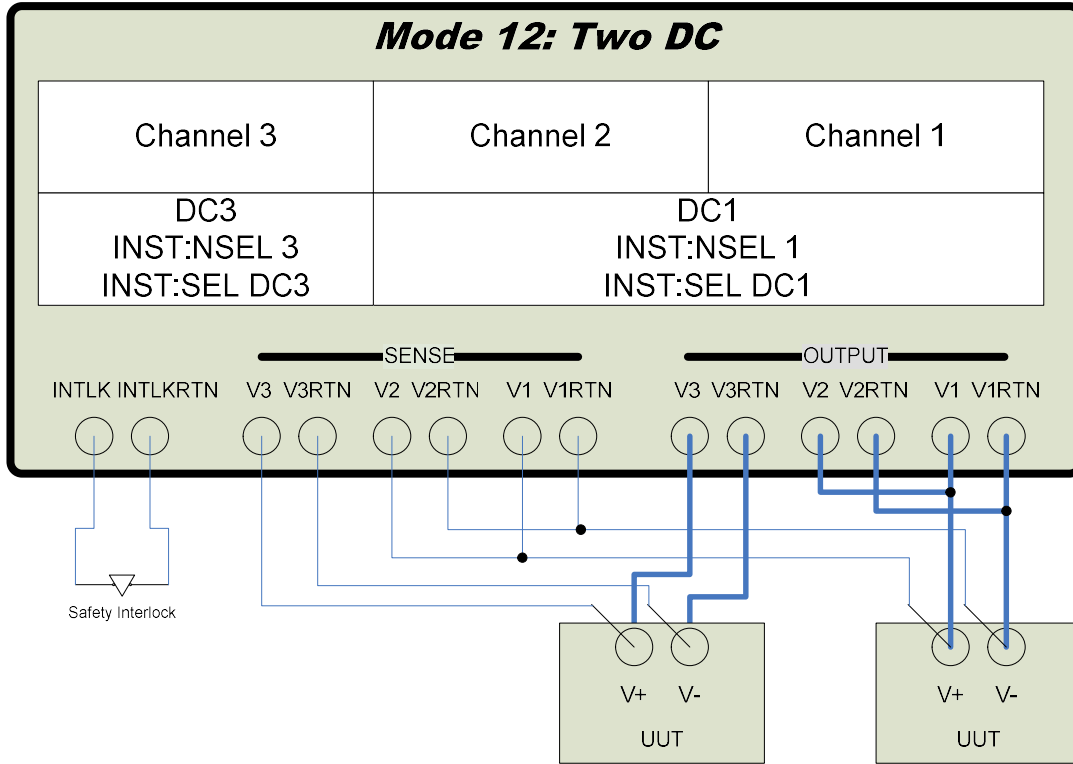 Mode 12: Two DC
Channel 3 Channel 2 Channel 1
DC3 DC1
INST:NSEL 3 INST:NSEL 1
INST:SEL DC3 INST:SEL DC1
SENSE OUTPUT
INTLK INTLKRTN V3 V3RTN V2 V2RTN V1 V1RTN V3 V3RTN V2 V2RTN V1 V1RTN
Safety Interlock
V+ V- V+ V-
UUT UUT